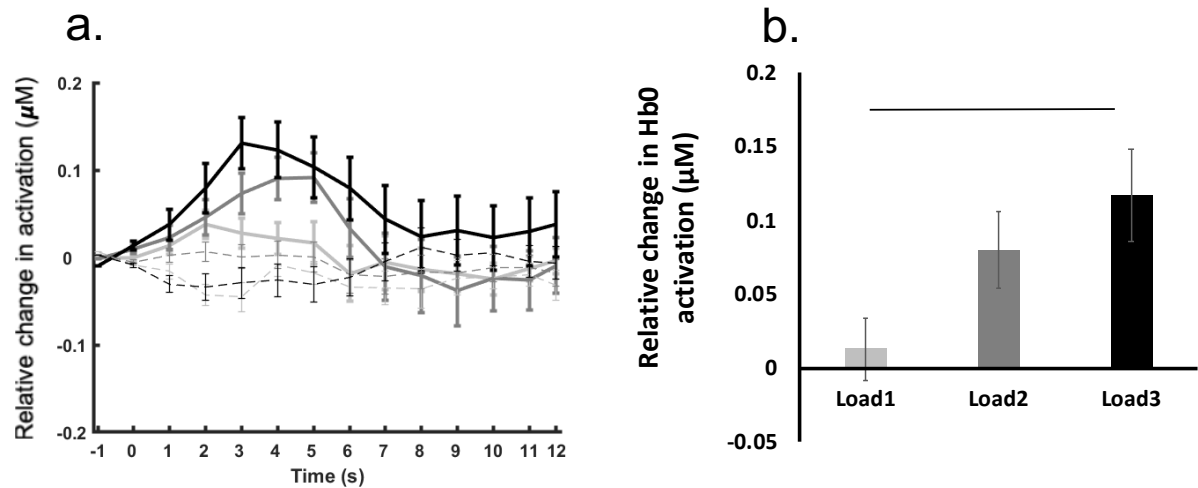 a.
Relative change in activation (μM)
0.2
0.1
0
-0.1
-0.2
-1 0 1 2 3 4 5 6 7 8 9 10 11 12
Time (s)
b.
Relative change in Hb0
activation (μM)
0.2
0.15
0.1
0.05
0
-0.05
Load1 Load2 Load3